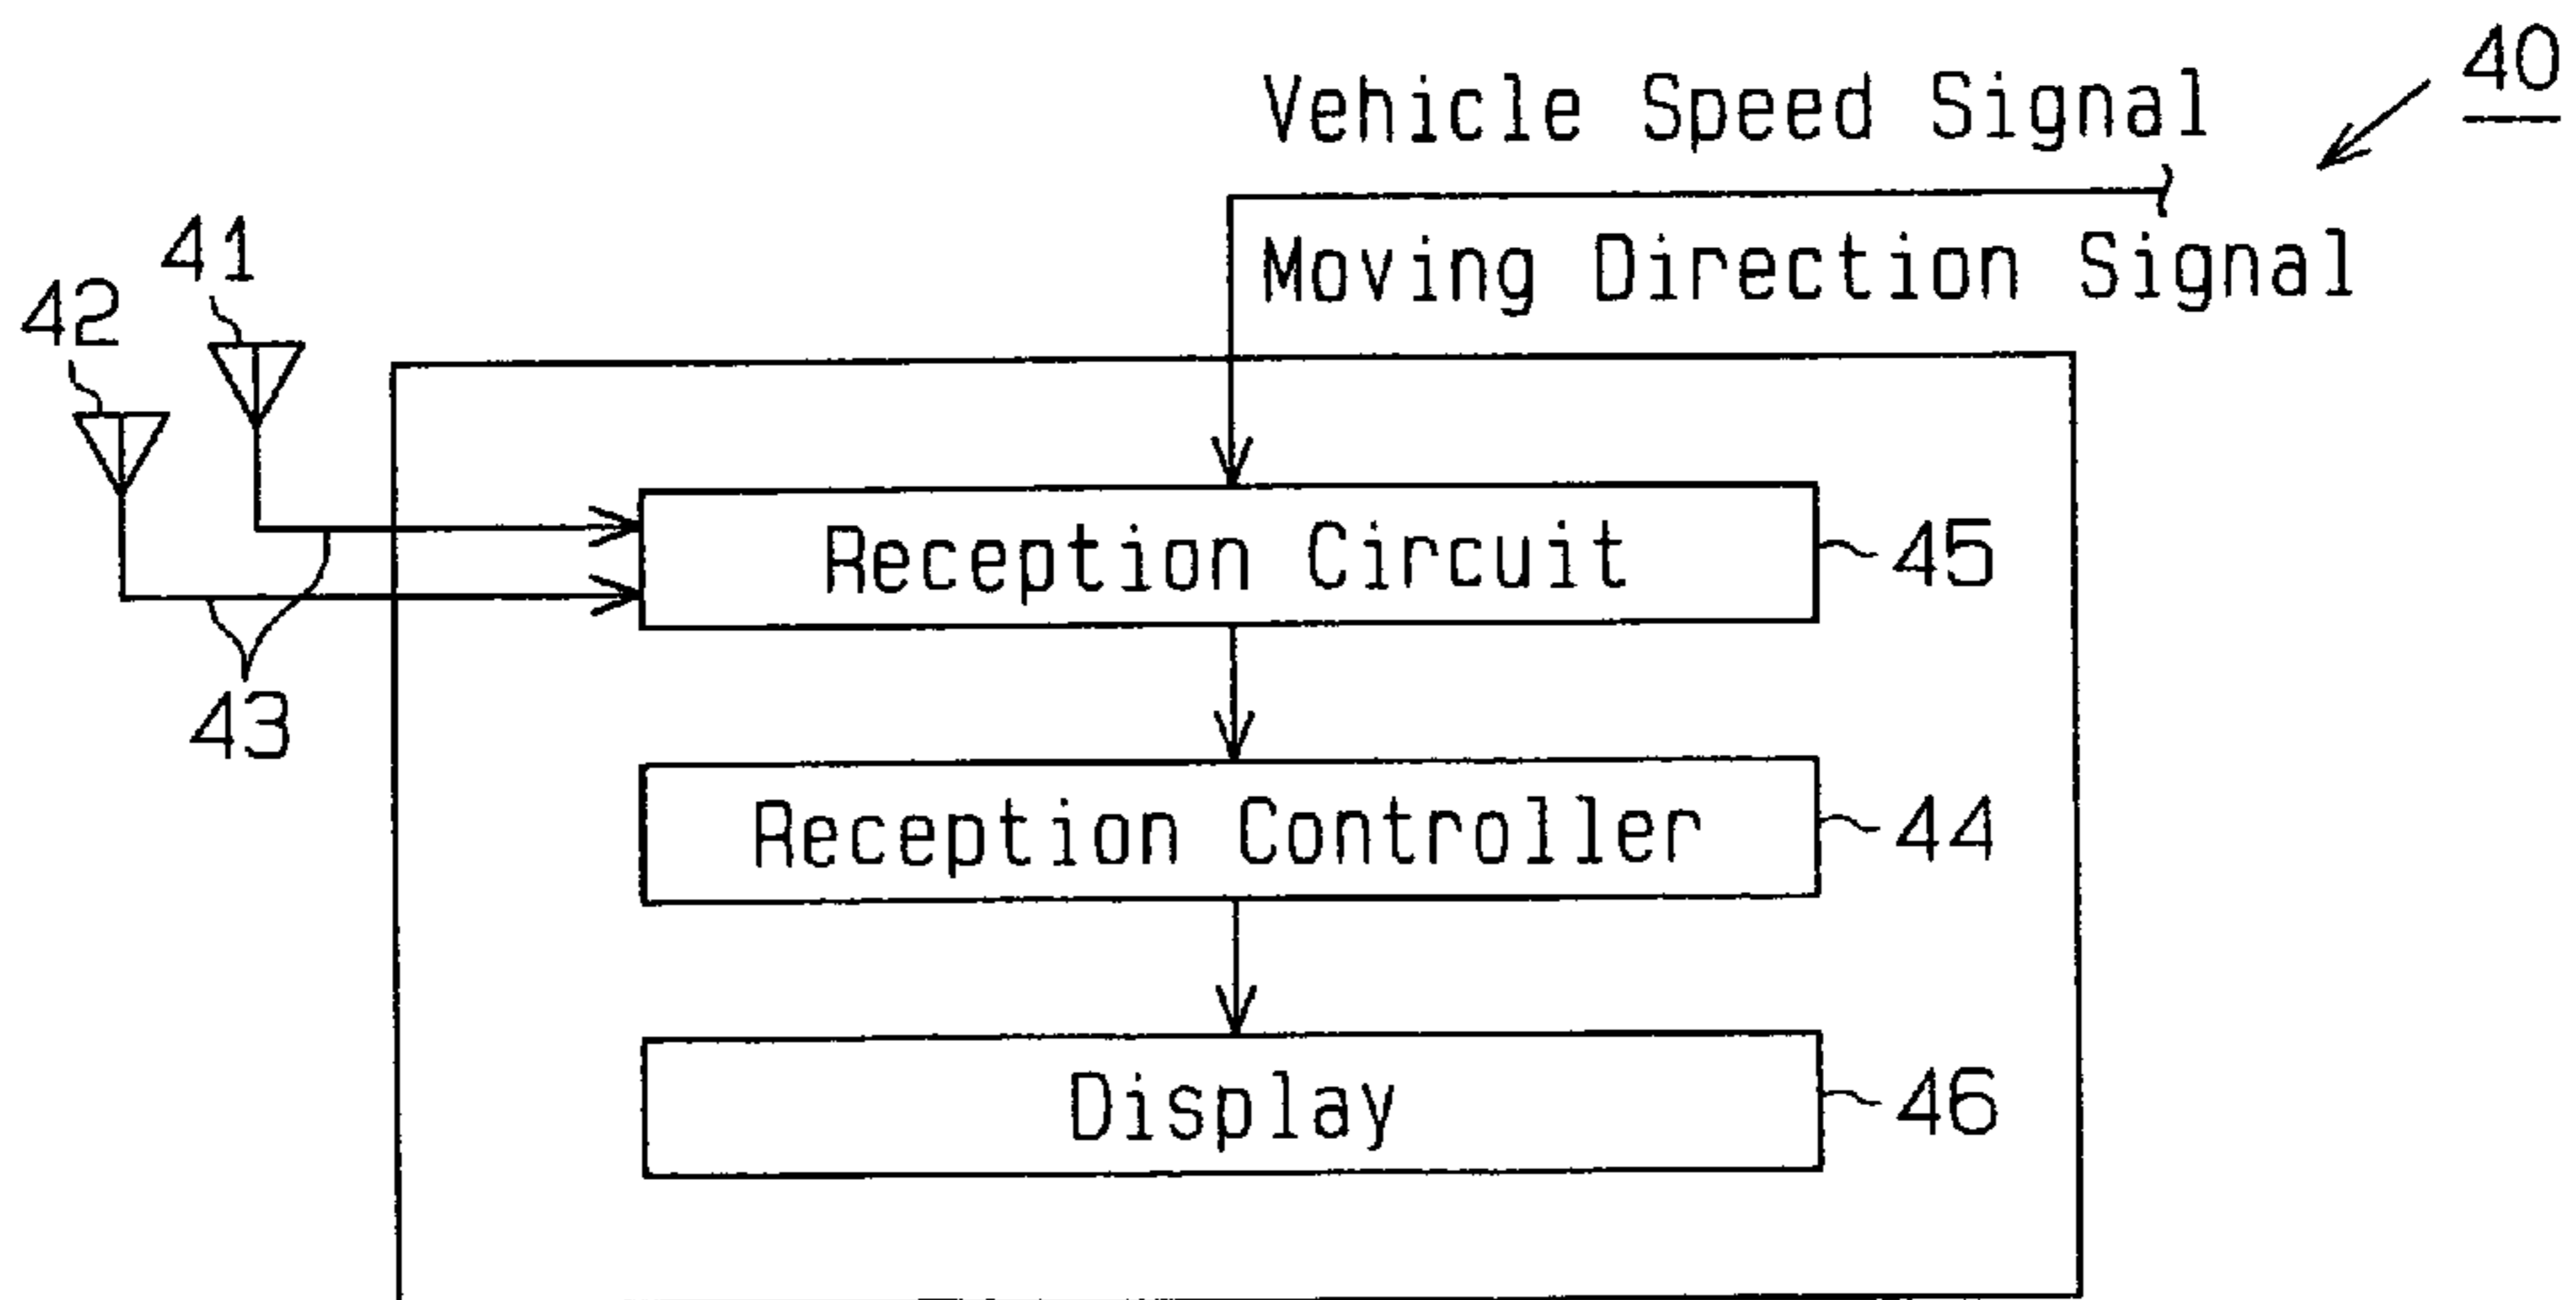 40
Vehicle Speed Signal
Moving Direction Signal
41
42
43
Reception Circuit
45
Reception Controller
44
Display
46